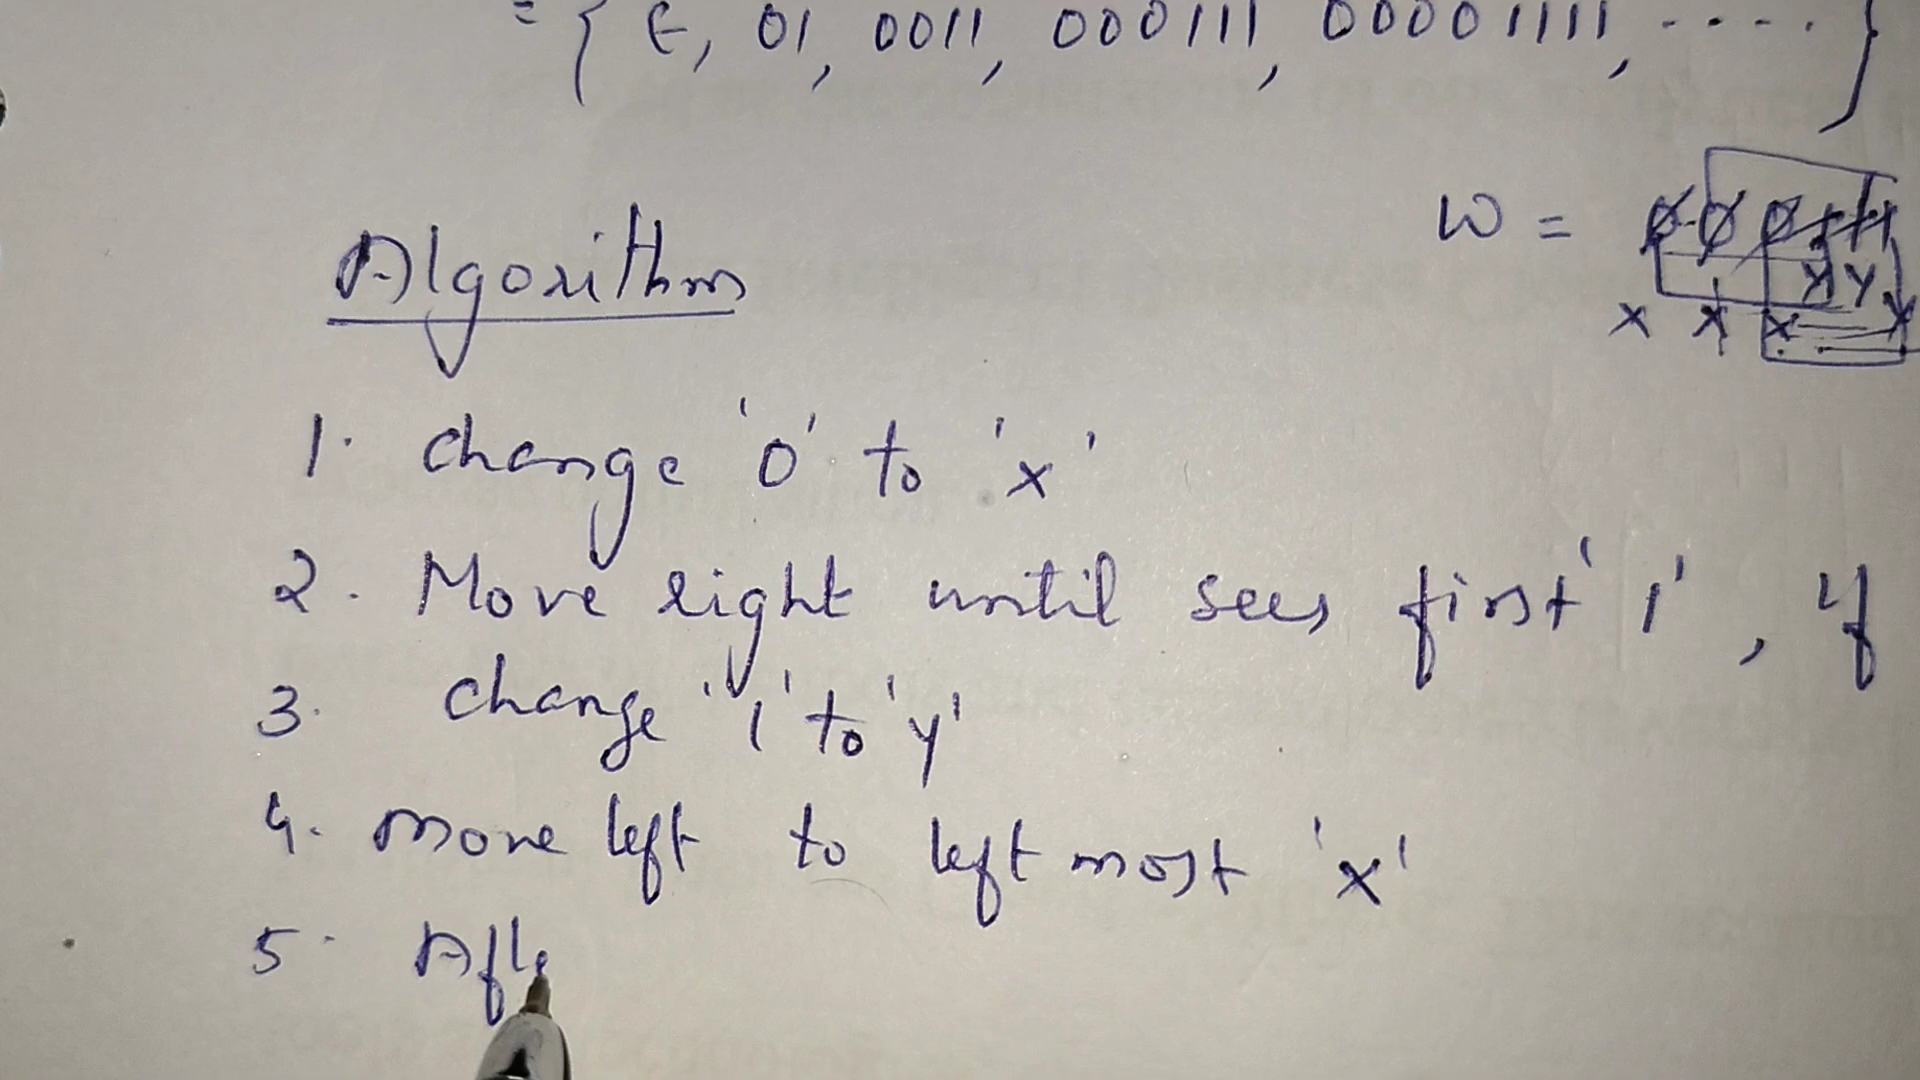 = { ε, 01, 0011, 000111, 00001111, ----. }
Algorithm
W = 000111
X Y
X X X Y
1. change '0' to 'x'
2. Move right until sees first '1', If
3. change '1' to 'y'
4. move left to left most 'x'
5. Afte